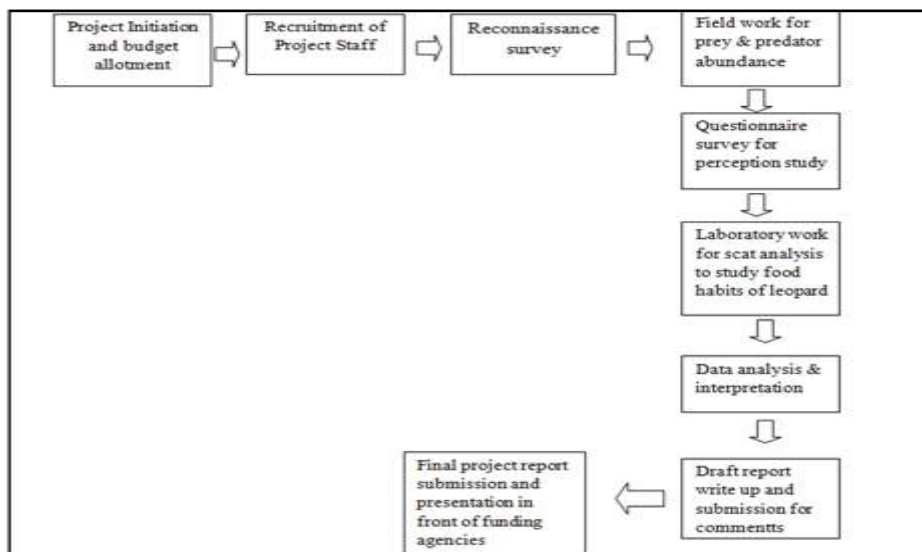 Project Initiation
and budget
allotment
Recruitment of
Project Staff
Reconnaissance
survey
Field work for
prey & predator
abundance
Questionnaire
survey for
perception study
Laboratory work
for scat analysis
to study food
habits of leopard
Data analysis &
interpretation
Draft report
write up and
submission for
commentts
Final project report
submission and
presentation in
front of funding
agencies